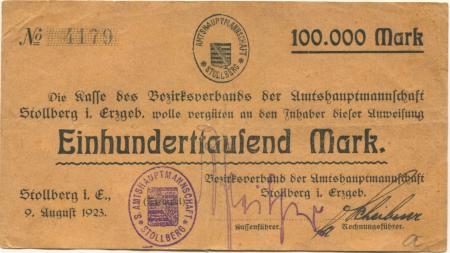 № 4179
AMTSHAUPTMANNSCHAFT
STOLLBERG
100.000 Mark
Die Kasse des Bezirksverbands der Amtshauptmannschaft
Stollberg i. Erzgeb. wolle vergüten an den Inhaber dieser Anweisung
Einhunderttausend Mark.
Bezirksverband der Amtshauptmannschaft
Stollberg i. Erzgeb.
Stollberg i. E.,
9. August 1923.
S. AMTSHAUPTMANNSCHAFT
STOLLBERG
Kassenführer.
Rechnungsführer.